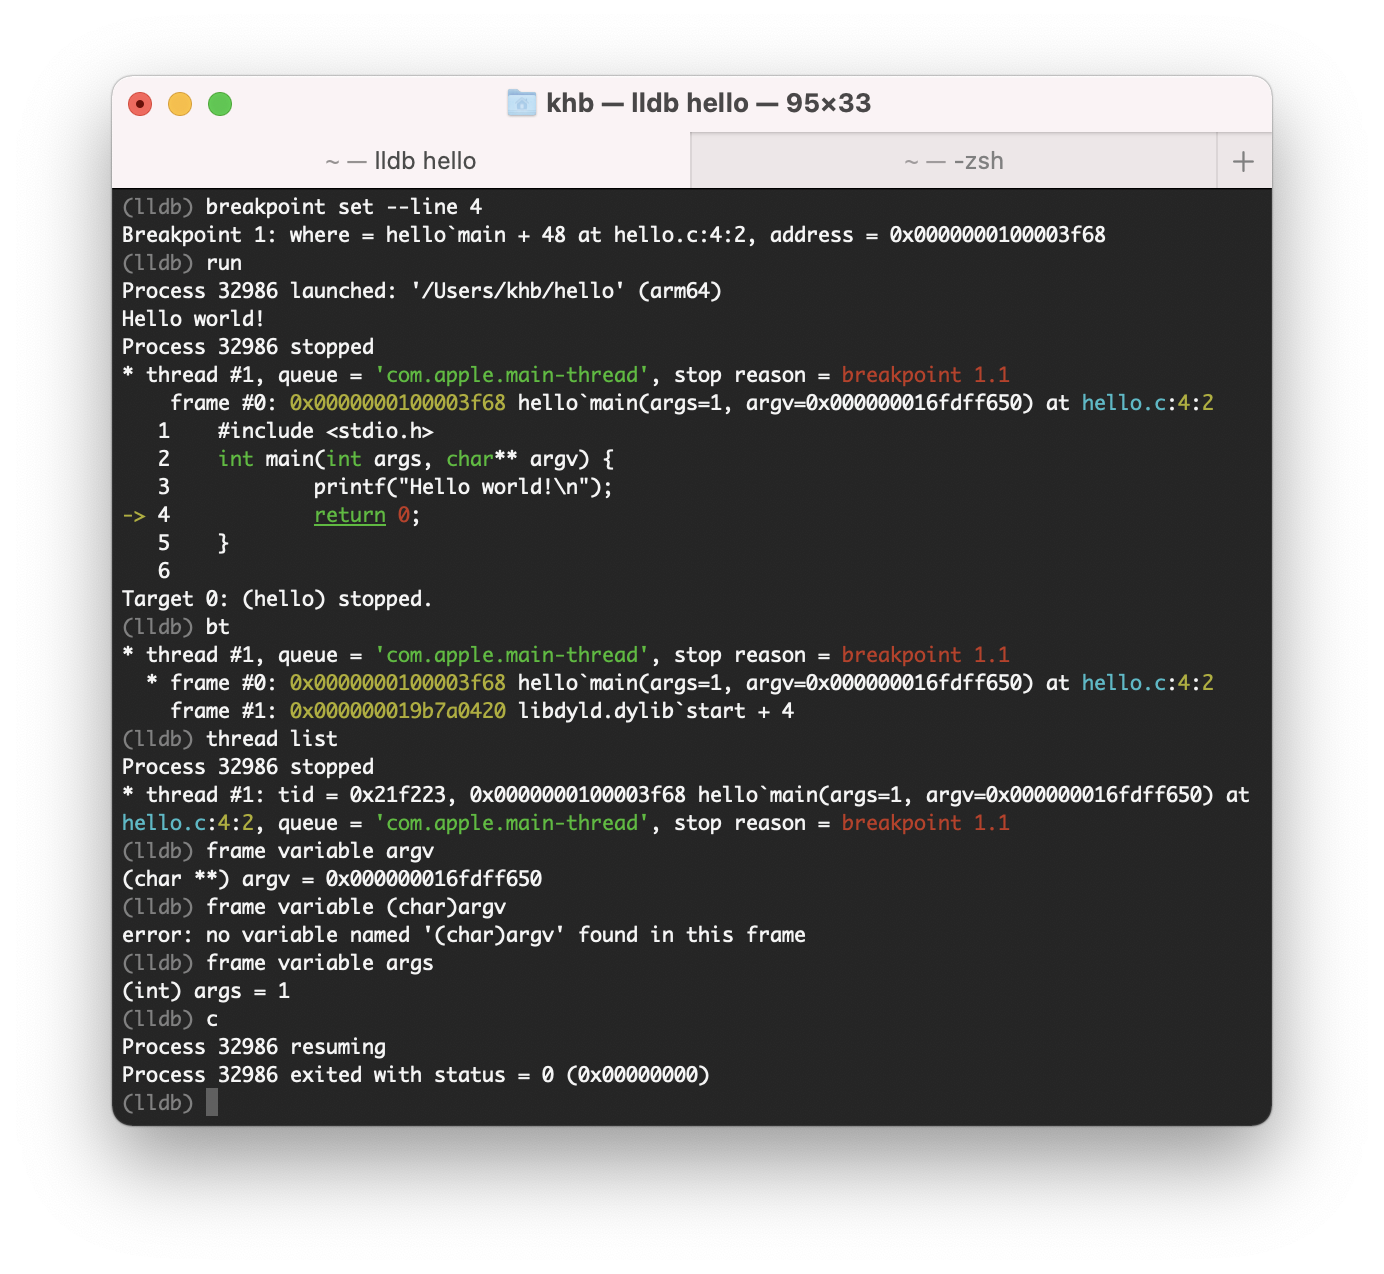 khb — lldb hello — 95×33
~ — lldb hello
~ — -zsh
+
(lldb) breakpoint set --line 4
Breakpoint 1: where = hello`main + 48 at hello.c:4:2, address = 0x0000000100003f68
(lldb) run
Process 32986 launched: '/Users/khb/hello' (arm64)
Hello world!
Process 32986 stopped
* thread #1, queue = 'com.apple.main-thread', stop reason = breakpoint 1.1
    frame #0: 0x0000000100003f68 hello`main(args=1, argv=0x000000016fdff650) at hello.c:4:2
   1    #include <stdio.h>
   2    int main(int args, char** argv) {
   3            printf("Hello world!\n");
-> 4            return 0;
   5    }
   6
Target 0: (hello) stopped.
(lldb) bt
* thread #1, queue = 'com.apple.main-thread', stop reason = breakpoint 1.1
  * frame #0: 0x0000000100003f68 hello`main(args=1, argv=0x000000016fdff650) at hello.c:4:2
    frame #1: 0x000000019b7a0420 libdyld.dylib`start + 4
(lldb) thread list
Process 32986 stopped
* thread #1: tid = 0x21f223, 0x0000000100003f68 hello`main(args=1, argv=0x000000016fdff650) at
hello.c:4:2, queue = 'com.apple.main-thread', stop reason = breakpoint 1.1
(lldb) frame variable argv
(char **) argv = 0x000000016fdff650
(lldb) frame variable (char)argv
error: no variable named '(char)argv' found in this frame
(lldb) frame variable args
(int) args = 1
(lldb) c
Process 32986 resuming
Process 32986 exited with status = 0 (0x00000000)
(lldb)